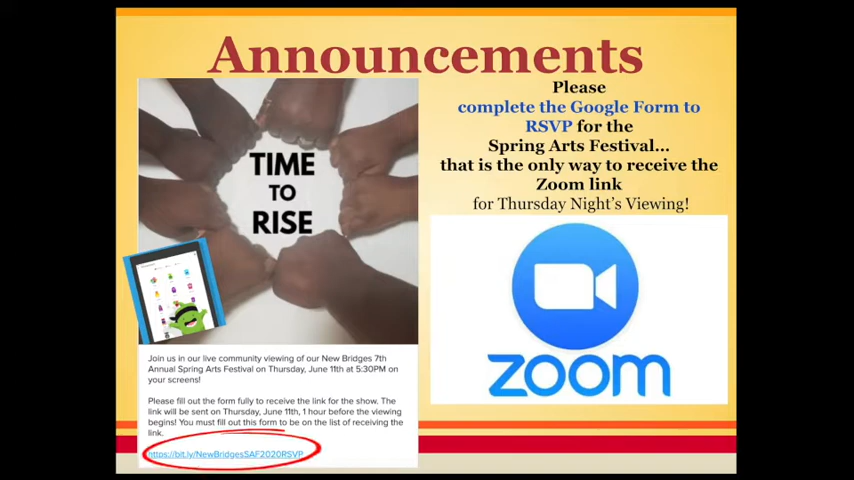 Announcements
TIME
TO
RISE
Join us in our live community viewing of our New Bridges 7th
Annual Spring Arts Festival on Thursday, June 11th at 5:30PM on
your screens!
Please fill out the form fully to receive the link for the show. The
link will be sent on Thursday, June 11th, 1 hour before the viewing
begins! You must fill out this form to be on the list of receiving the
link.
https://bit.ly/NewBridgesSAF2020RSVP
Please
complete the Google Form to
RSVP for the
Spring Arts Festival...
that is the only way to receive the
Zoom link
for Thursday Night's Viewing!
zoom